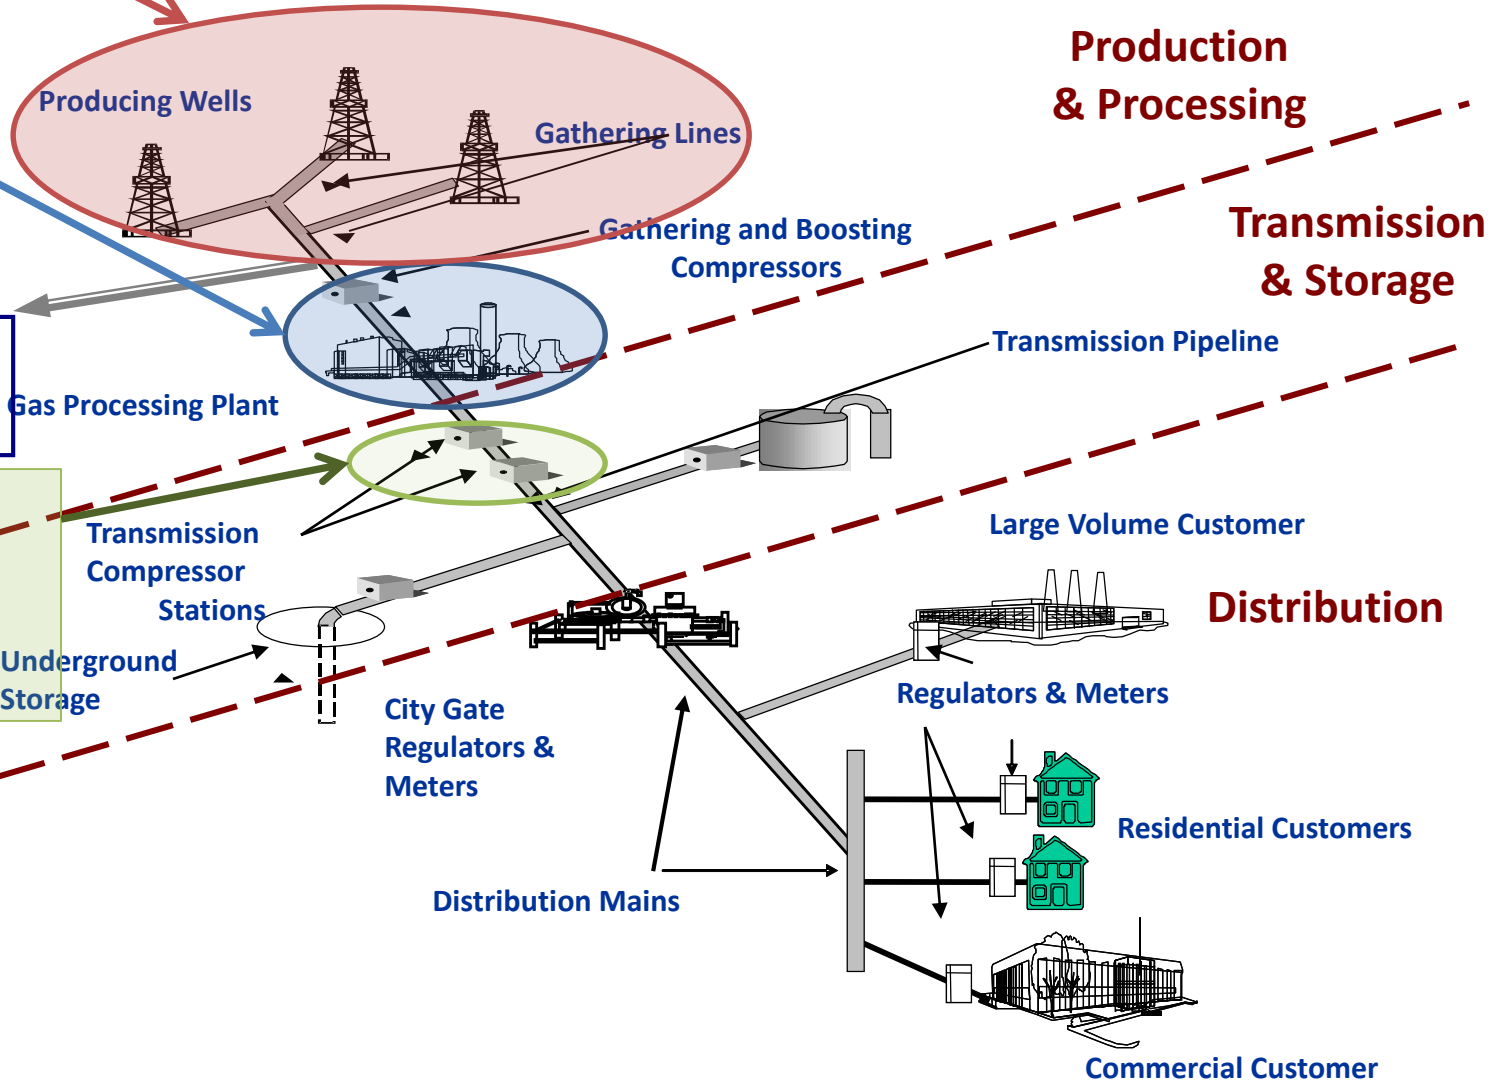 Production
& Processing
Producing Wells
Gathering Lines
Transmission
& Storage
Gathering and Boosting
Compressors
Transmission Pipeline
Gas Processing Plant
Transmission
Compressor
Stations
Large Volume Customer
Distribution
Underground
Storage
Regulators & Meters
City Gate
Regulators &
Meters
Residential Customers
Distribution Mains
Commercial Customer